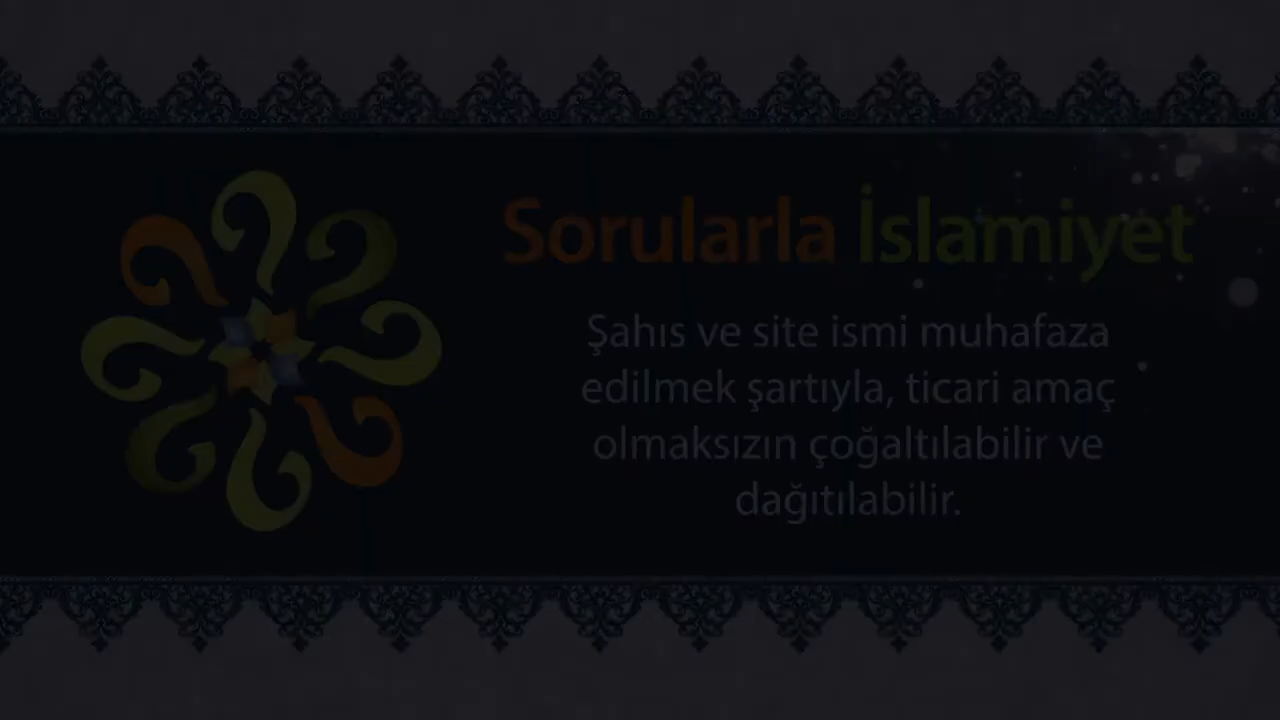 Sorularla İslamiyet
Şahıs ve site ismi muhafaza
edilmek şartıyla, ticari amaç
olmaksızın çoğaltılabilir ve
dağıtılabilir.